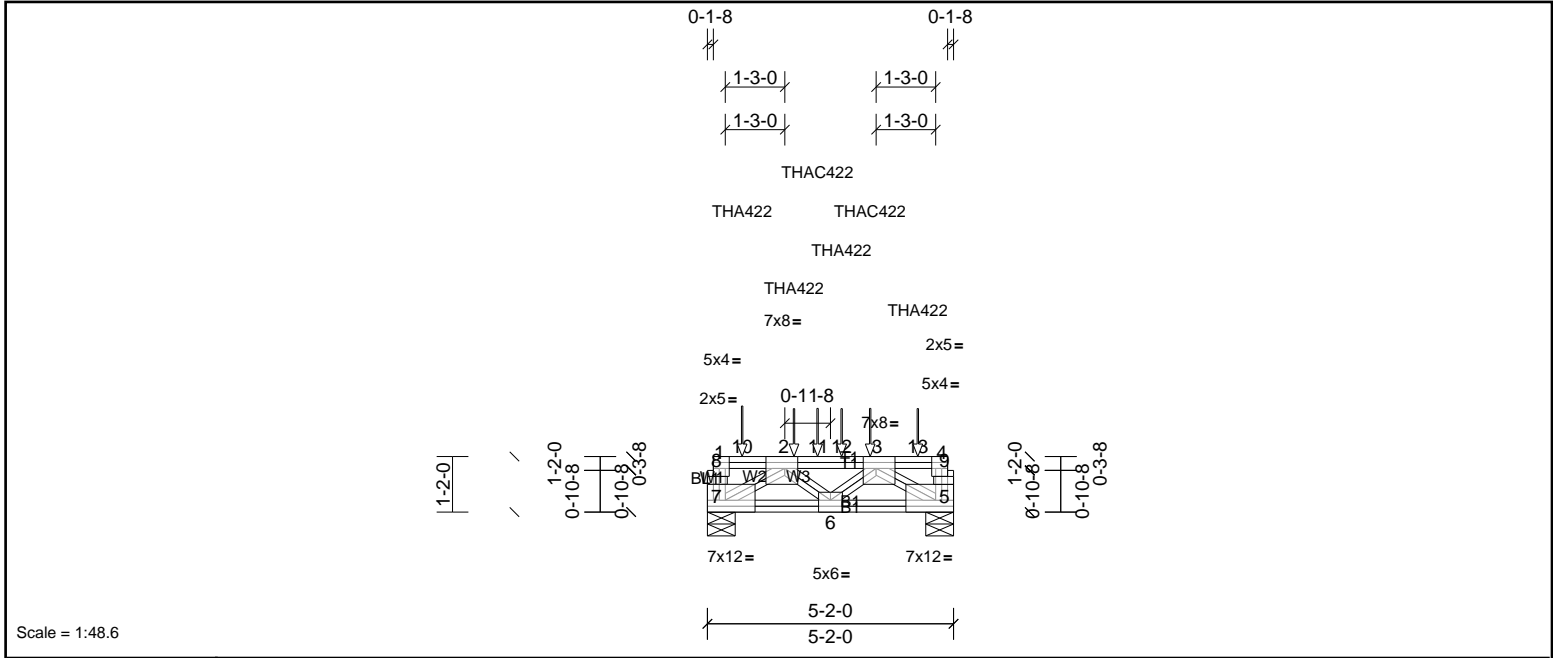 0-1-8 0-1-8
1-3-0 1-3-0
1-3-0 1-3-0
THAC422
THA422 THAC422
THA422
THA422
THA422
7x8=
2x5=
5x4=
5x4=
2x5= 0-11-8
7x8=
1 10 2 11 12 3 13 4
8 T1 9
1-2-0 1-2-0 0-10-8 0-10-8 0-3-8 1-2-0 0-10-8 0-10-8 0-3-8
W1 W2 W3
7 B1 5
B1
6
7x12= 7x12=
5x6=
5-2-0
5-2-0
Scale = 1:48.6